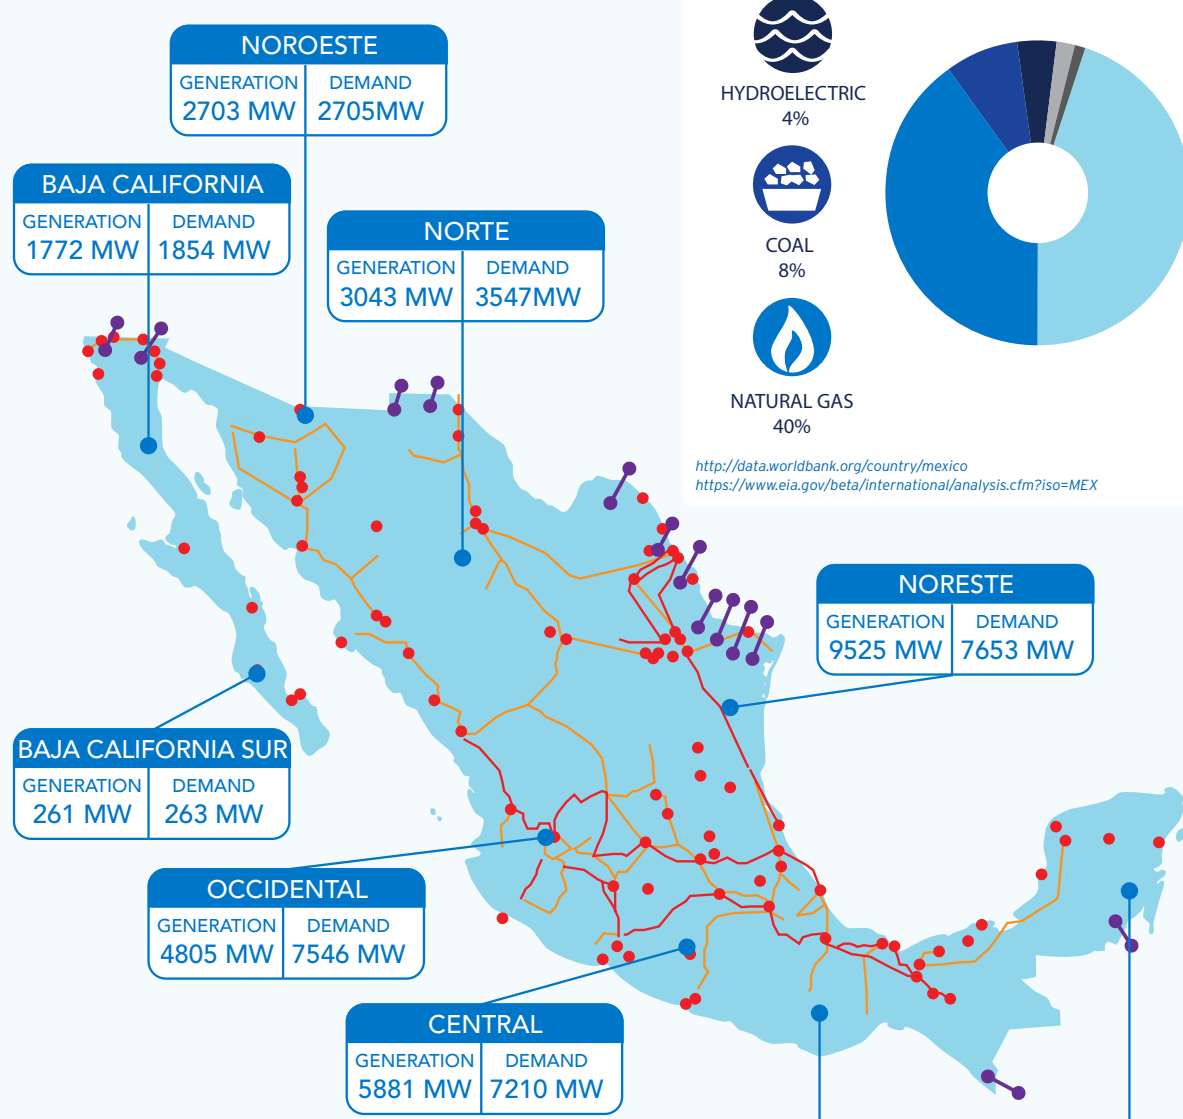 NOROESTE
GENERATION DEMAND
2703 MW 2705MW
BAJA CALIFORNIA
GENERATION DEMAND
1772 MW 1854 MW
NORTE
GENERATION DEMAND
3043 MW 3547MW
HYDROELECTRIC
4%
COAL
8%
NATURAL GAS
40%
http://data.worldbank.org/country/mexico
https://www.eia.gov/beta/international/analysis.cfm?iso=MEX
NORESTE
GENERATION DEMAND
9525 MW 7653 MW
BAJA CALIFORNIA SUR
GENERATION DEMAND
261 MW 263 MW
OCCIDENTAL
GENERATION DEMAND
4805 MW 7546 MW
CENTRAL
GENERATION DEMAND
5881 MW 7210 MW